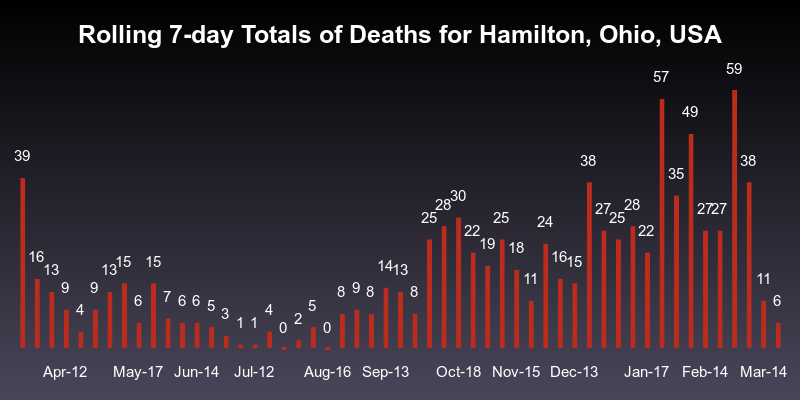 Rolling 7-day Totals of Deaths for Hamilton, Ohio, USA
39 16 13 9 4 9 13 15 6 15 7 6 6 5 3 1 1 4 0 2 5 0 8 9 8 14 13 8 25 28 30 22 19 25 18 11 24 16 15 38 27 25 28 22 57 35 49 27 27 59 38 11 6
Apr-12 May-17 Jun-14 Jul-12 Aug-16 Sep-13 Oct-18 Nov-15 Dec-13 Jan-17 Feb-14 Mar-14